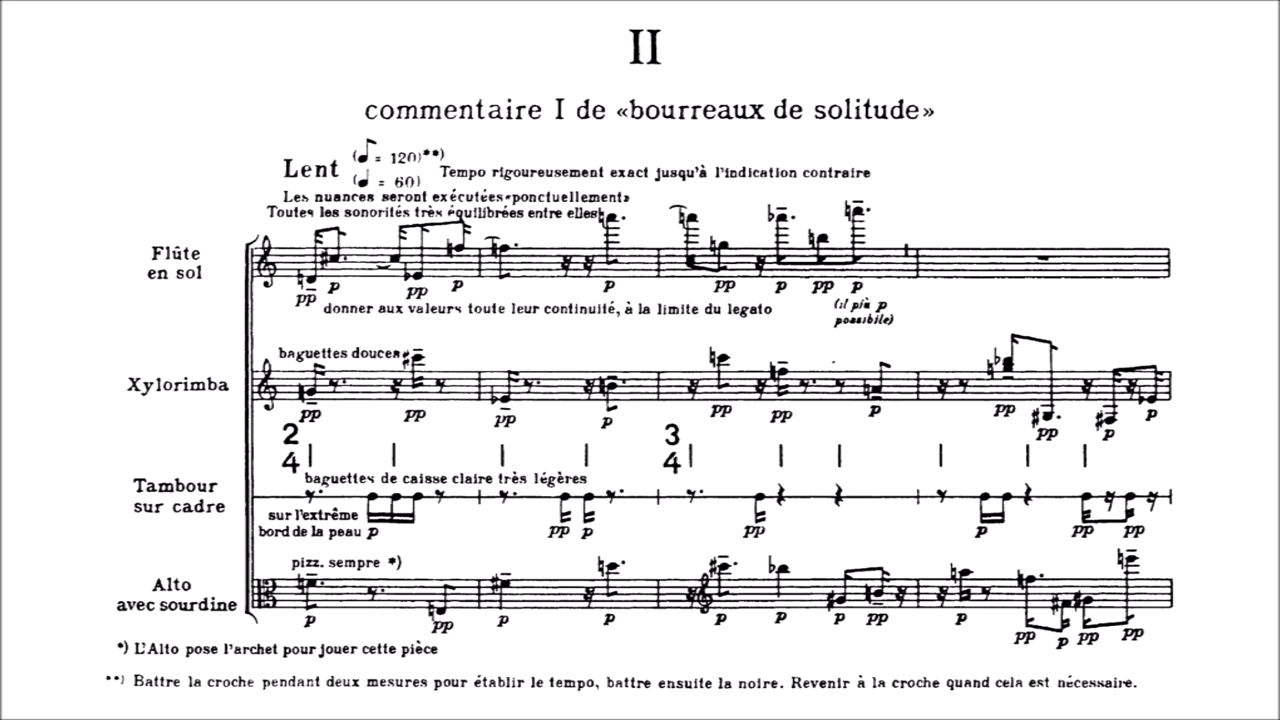 II
commentaire I de «bourreaux de solitude»
Lent (♪ = 120)**) Tempo rigoureusement exact jusqu'à l'indication contraire
(♩ = 60)
Les nuances seront exécutées «ponctuellement»
Toutes les sonorités très équilibrées entre elles
Flûte
en sol
pp p pp p p pp p pp p
donner aux valeurs toute leur continuité, à la limite du legato
(il più p
possibile)
baguettes douces
Xylorimba
pp pp pp p pp pp p pp pp p p
2
4
3
4
baguettes de caisse claire très légères
Tambour
sur cadre
sur l'extrême
bord de la peau p pp p pp p pp pp
pizz. sempre *)
Alto
avec sourdine
p pp p p p p p pp p pp p pp pp
*) L'Alto pose l'archet pour jouer cette pièce
**) Battre la croche pendant deux mesures pour établir le tempo, battre ensuite la noire. Revenir à la croche quand cela est nécessaire.